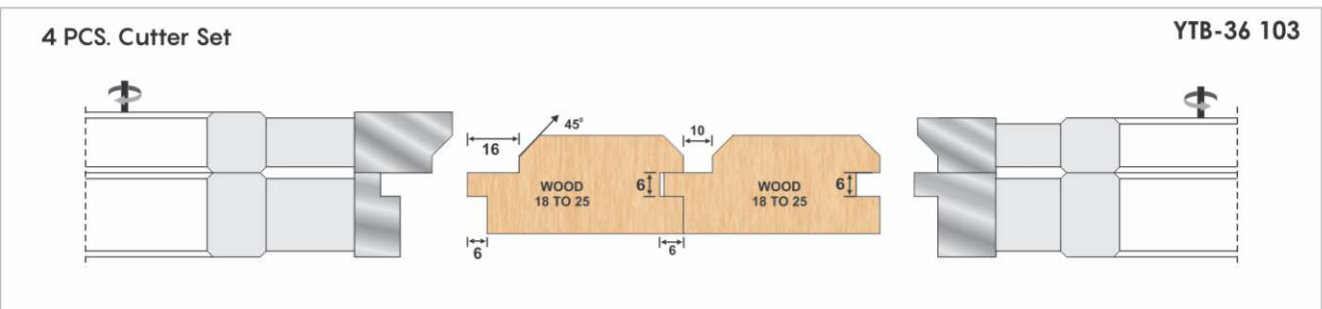 4 PCS. Cutter Set
YTB-36 103
45°
10
16
6
6
WOOD
18 TO 25
WOOD
18 TO 25
6
6